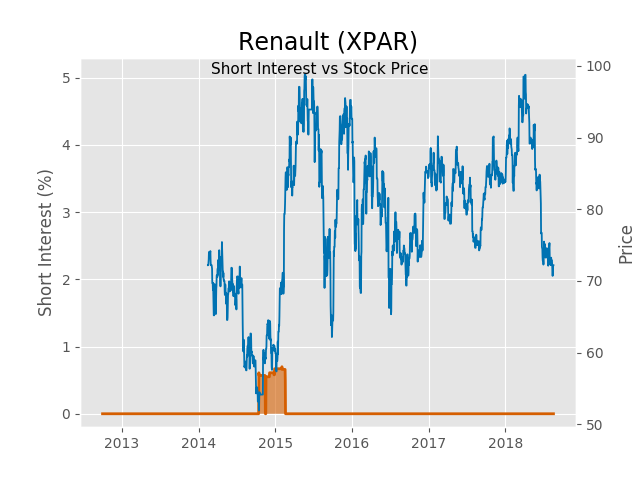 Renault (XPAR)
Short Interest vs Stock Price
Short Interest (%)
5
4
3
2
1
0
100
90
80
70
60
50
Price
2013 2014 2015 2016 2017 2018